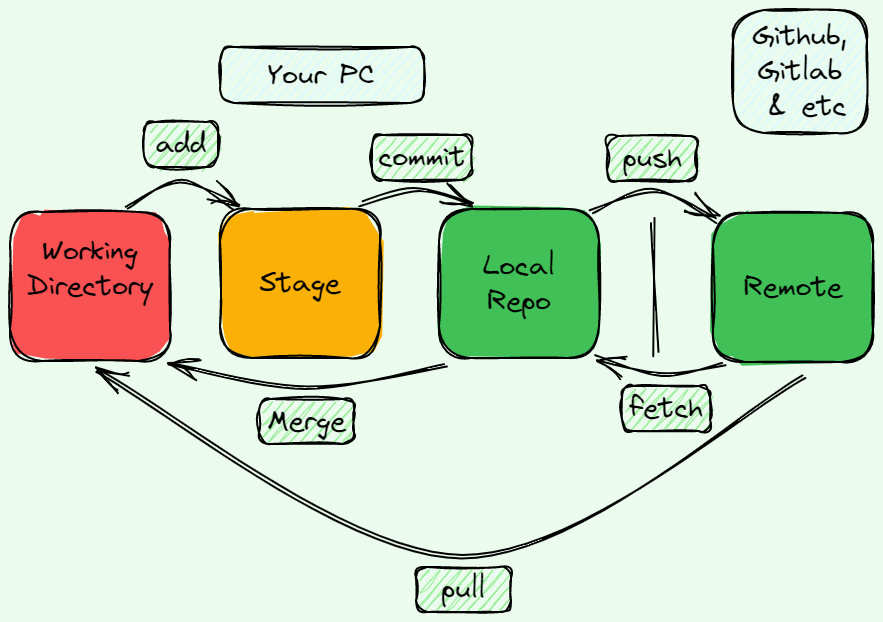 Your PC
Github,
Gitlab
& etc
add
commit
push
Working
Directory
Stage
Local
Repo
Remote
Merge
fetch
pull